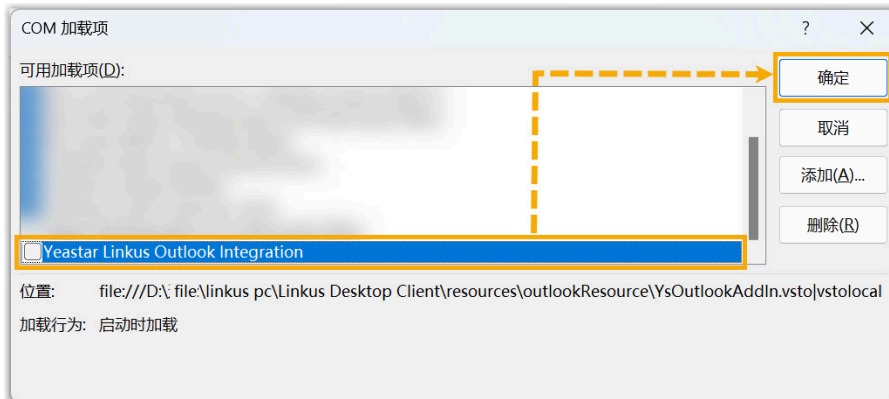 COM 加载项
?
可用加载项(D):
确定
取消
添加(A)...
删除(R)
Yeastar Linkus Outlook Integration
位置: file:///D:\ file:\linkus pc\Linkus Desktop Client\resources\outlookResource\YsOutlookAddIn.vsto|vstolocal
加载行为: 启动时加载